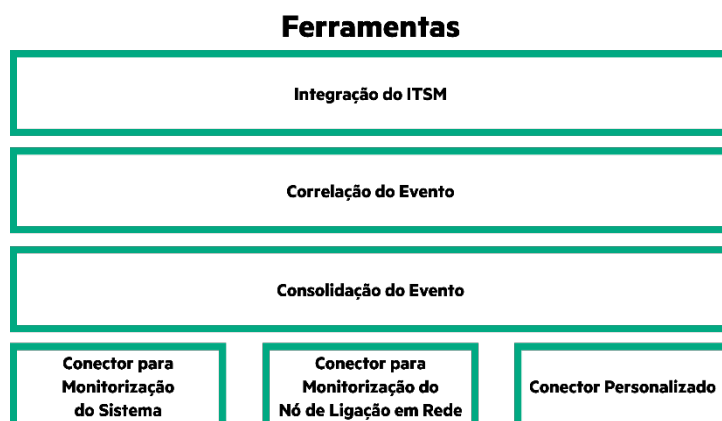 Ferramentas
Integração do ITSM
Correlação do Evento
Consolidação do Evento
Conector para
Monitorização
do Sistema
Conector para
Monitorização do
Nó de Ligação em Rede
Conector Personalizado